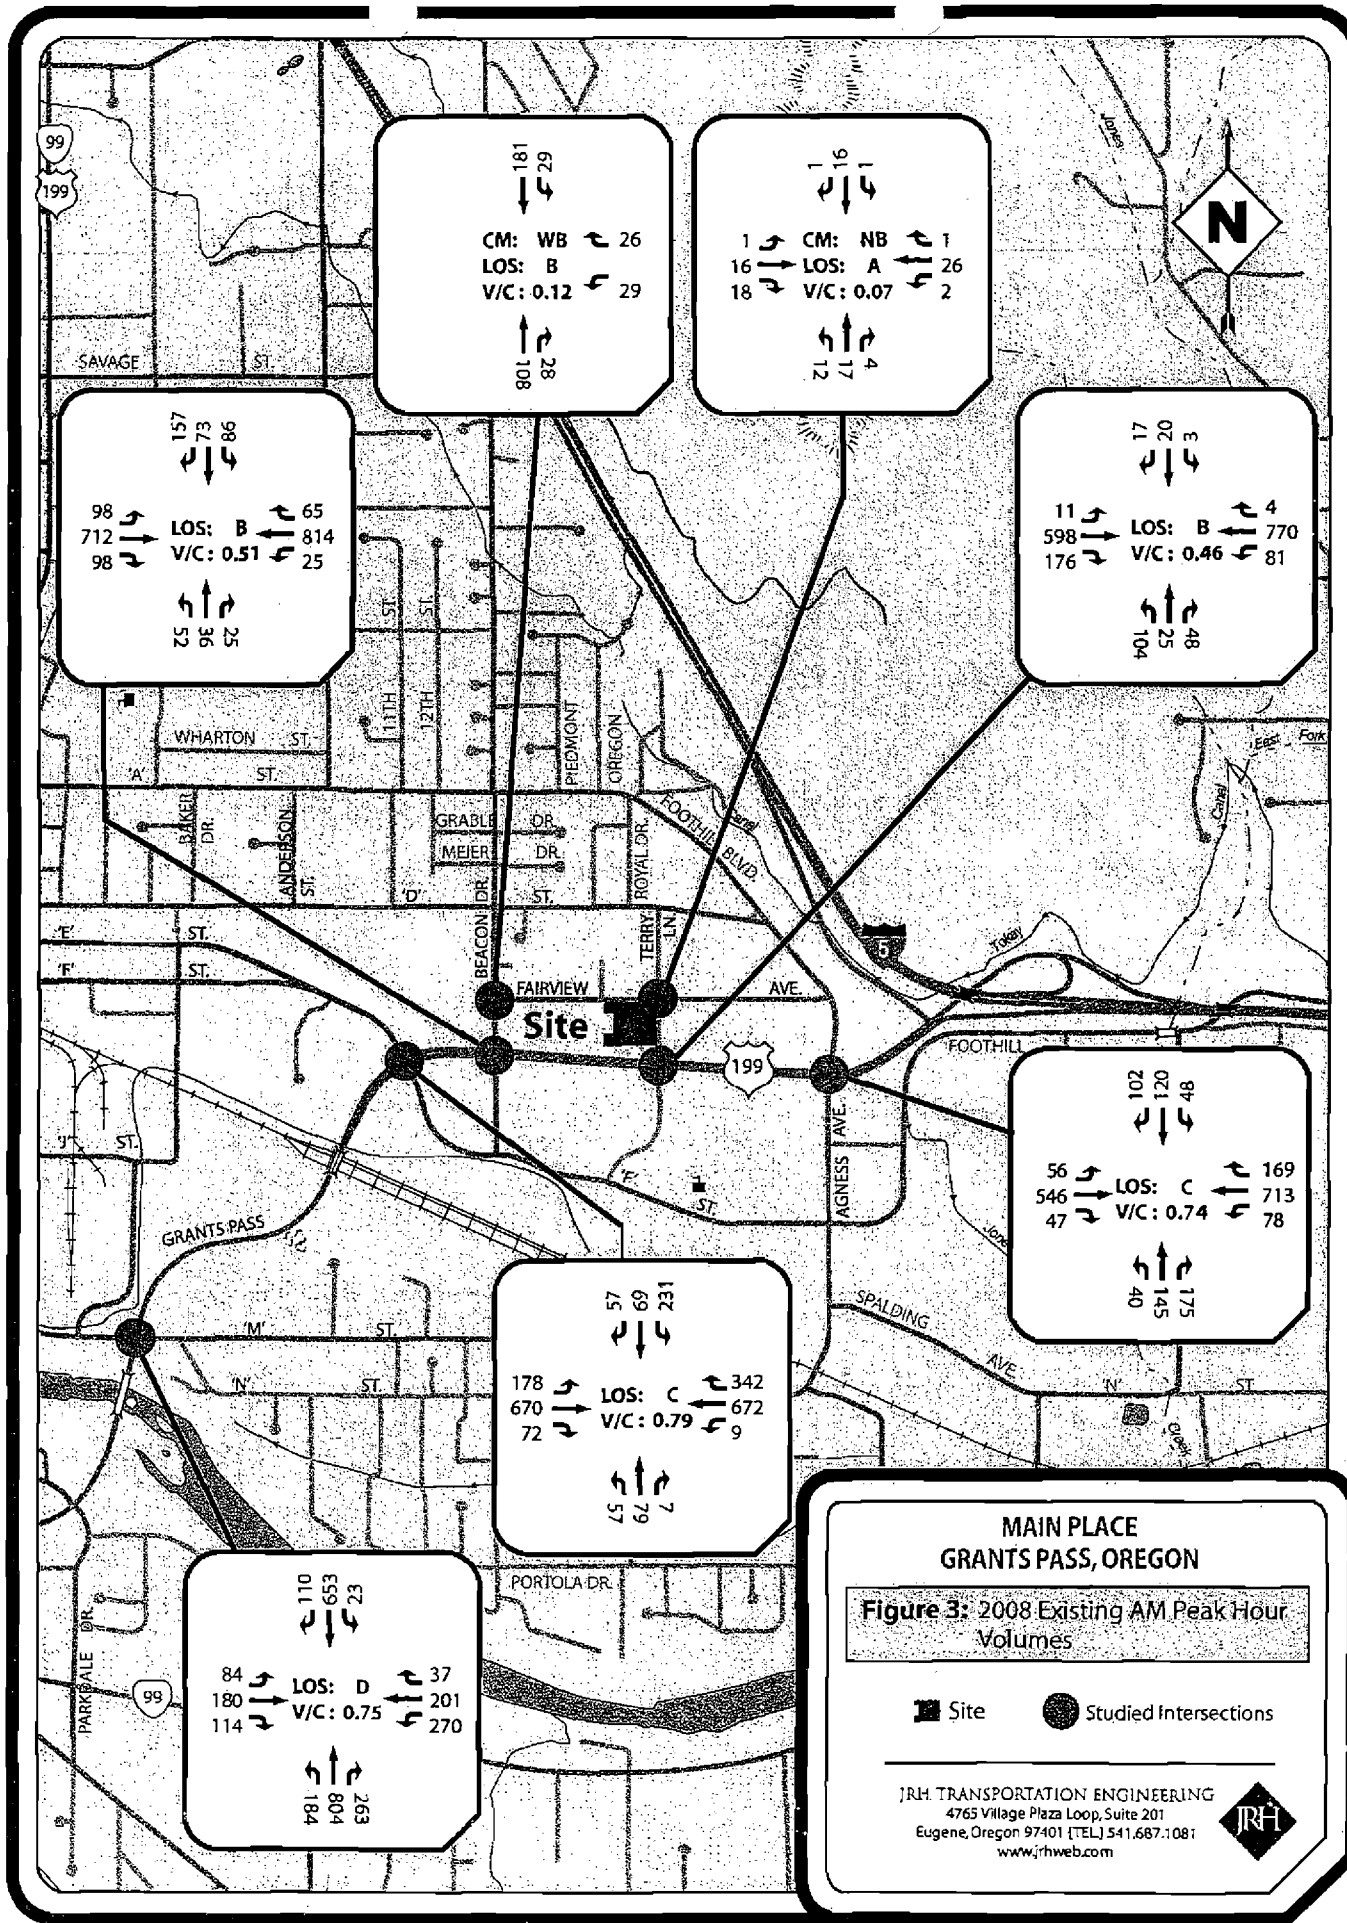 99
199
181
29
CM: WB
26
LOS: B
V/C: 0.12
29
108
28
1
16
1
1
CM: NB
1
16
LOS: A
26
18
V/C: 0.07
2
12
17
4
Jones
N
SAVAGE ST.
157
73
86
98
65
712
LOS: B
814
98
V/C: 0.51
25
52
36
25
17
20
3
11
4
598
LOS: B
770
176
V/C: 0.46
81
104
25
48
11TH ST.
12TH ST.
PIEDMONT
OREGON
WHARTON ST.
'A' ST.
East Fork
Canal
BAKER DR.
ANDERSON ST.
GRABLE DR.
MEIER DR.
ROYAL DR.
FOOTHILL BLVD.
Canal
'D' ST.
BEACON DR.
TERRY LN.
'E' ST.
'F' ST.
5
Tokay
FAIRVIEW AVE.
Site
199
FOOTHILL
'J' ST.
'F' ST.
AGNESS AVE.
102
120
48
56
169
546
LOS: C
713
47
V/C: 0.74
78
40
145
175
GRANTS PASS
57
69
231
178
342
670
LOS: C
672
72
V/C: 0.79
9
57
79
7
SPALDING AVE.
'M' ST.
'N' ST.
'N' ST.
Creek
PORTOLA DR.
PARKDALE DR.
99
110
653
23
84
37
180
LOS: D
201
114
V/C: 0.75
270
184
804
263
MAIN PLACE
GRANTS PASS, OREGON
Figure 3: 2008 Existing AM Peak Hour
Volumes
Site
Studied Intersections
JRH TRANSPORTATION ENGINEERING
4765 Village Plaza Loop, Suite 201
Eugene, Oregon 97401 [TEL] 541.687.1081
www.jrhweb.com
JRH